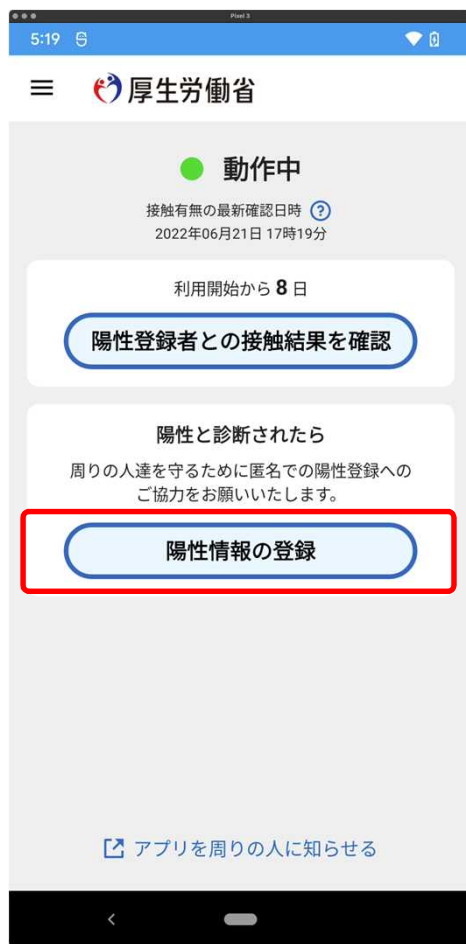 Pixel 3
5:19
厚生労働省
動作中
接触有無の最新確認日時 ?
2022年06月21日 17時19分
利用開始から 8 日
陽性登録者との接触結果を確認
陽性と診断されたら
周りの人達を守るために匿名での陽性登録への
ご協力をお願いいたします。
陽性情報の登録
アプリを周りの人に知らせる